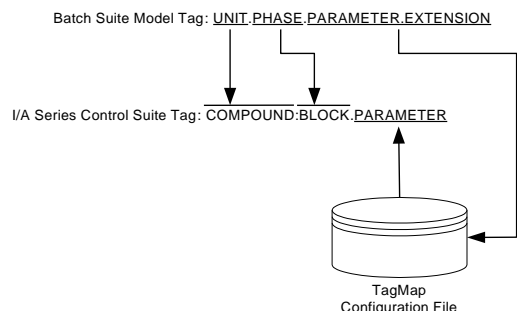 Batch Suite Model Tag: UNIT.PHASE.PARAMETER.EXTENSION
I/A Series Control Suite Tag: COMPOUND:BLOCK.PARAMETER
TagMap
Configuration File